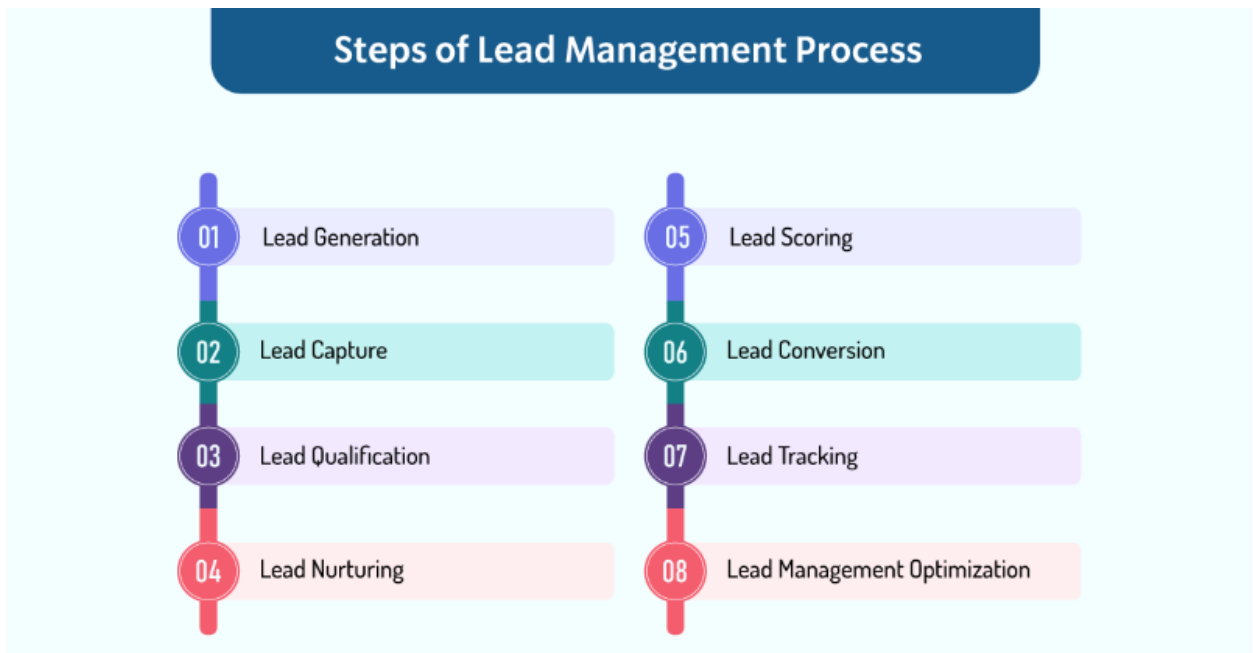 Steps of Lead Management Process
01 Lead Generation
02 Lead Capture
03 Lead Qualification
04 Lead Nurturing
05 Lead Scoring
06 Lead Conversion
07 Lead Tracking
08 Lead Management Optimization